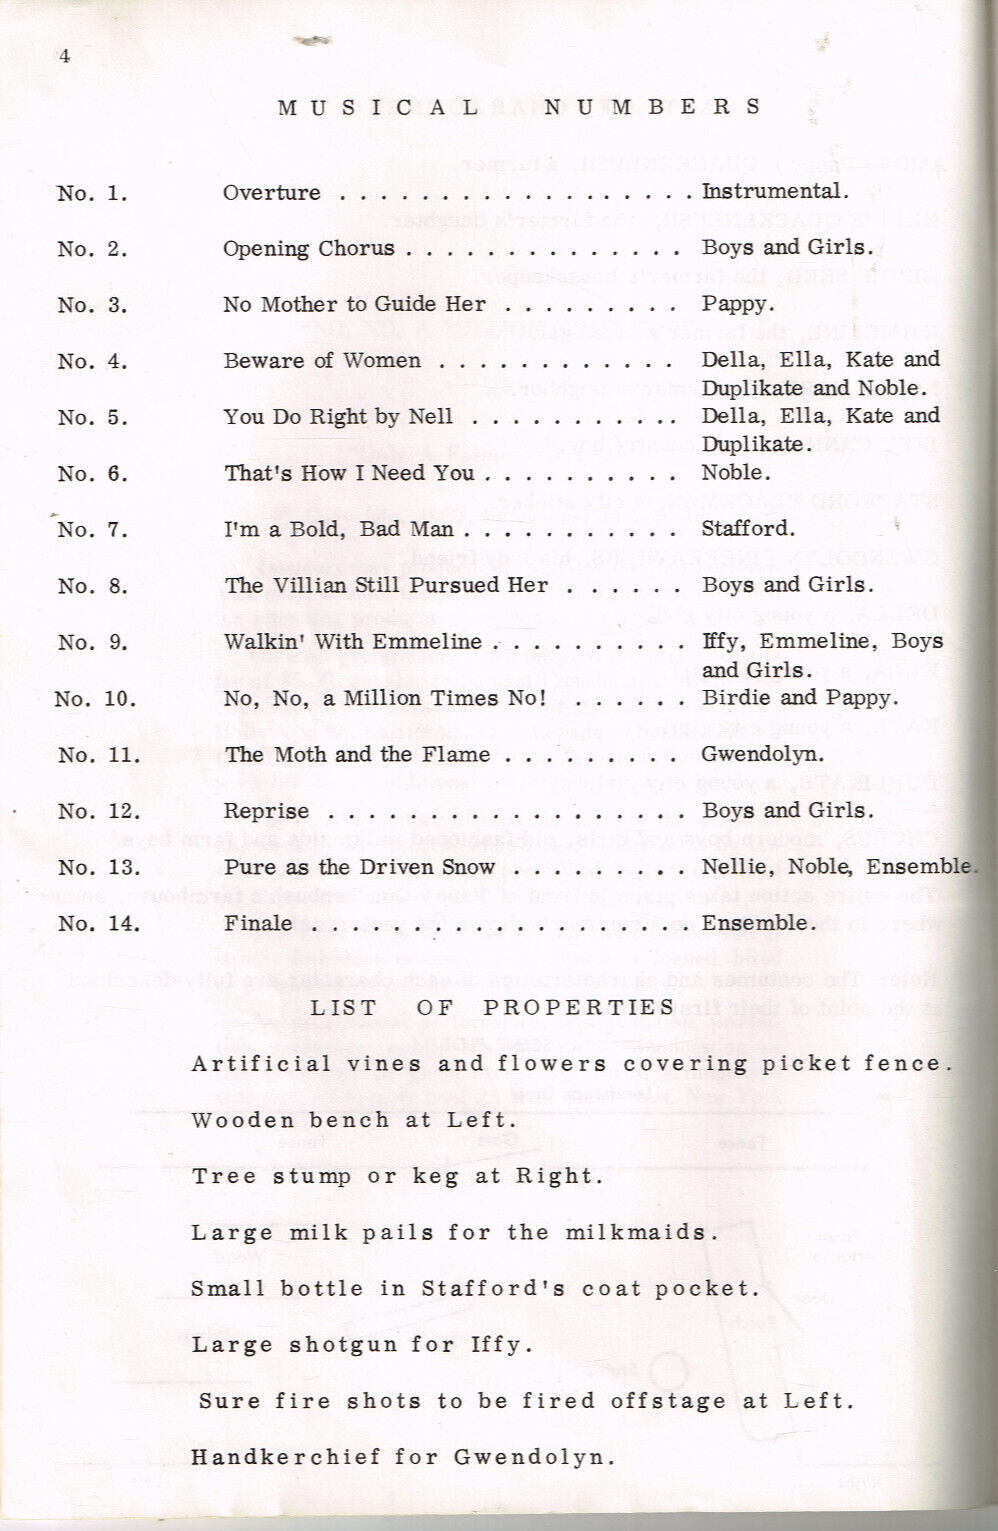 4
MUSICAL NUMBERS
No. 1. Overture . . . . . . . . . . . . . . . . . . Instrumental.
No. 2. Opening Chorus . . . . . . . . . . . . . . Boys and Girls.
No. 3. No Mother to Guide Her . . . . . . . . . Pappy.
No. 4. Beware of Women . . . . . . . . . . . . Della, Ella, Kate and
Duplikate and Noble.
No. 5. You Do Right by Nell . . . . . . . . . . . Della, Ella, Kate and
Duplikate.
No. 6. That's How I Need You . . . . . . . . . . Noble.
No. 7. I'm a Bold, Bad Man . . . . . . . . . . . Stafford.
No. 8. The Villian Still Pursued Her . . . . . . Boys and Girls.
No. 9. Walkin' With Emmeline . . . . . . . . . . Iffy, Emmeline, Boys
and Girls.
No. 10. No, No, a Million Times No! . . . . . . Birdie and Pappy.
No. 11. The Moth and the Flame . . . . . . . . . Gwendolyn.
No. 12. Reprise . . . . . . . . . . . . . . . . . . Boys and Girls.
No. 13. Pure as the Driven Snow . . . . . . . . . Nellie, Noble, Ensemble.
No. 14. Finale . . . . . . . . . . . . . . . . . . . Ensemble.
LIST OF PROPERTIES
Artificial vines and flowers covering picket fence.
Wooden bench at Left.
Tree stump or keg at Right.
Large milk pails for the milkmaids.
Small bottle in Stafford's coat pocket.
Large shotgun for Iffy.
Sure fire shots to be fired offstage at Left.
Handkerchief for Gwendolyn.